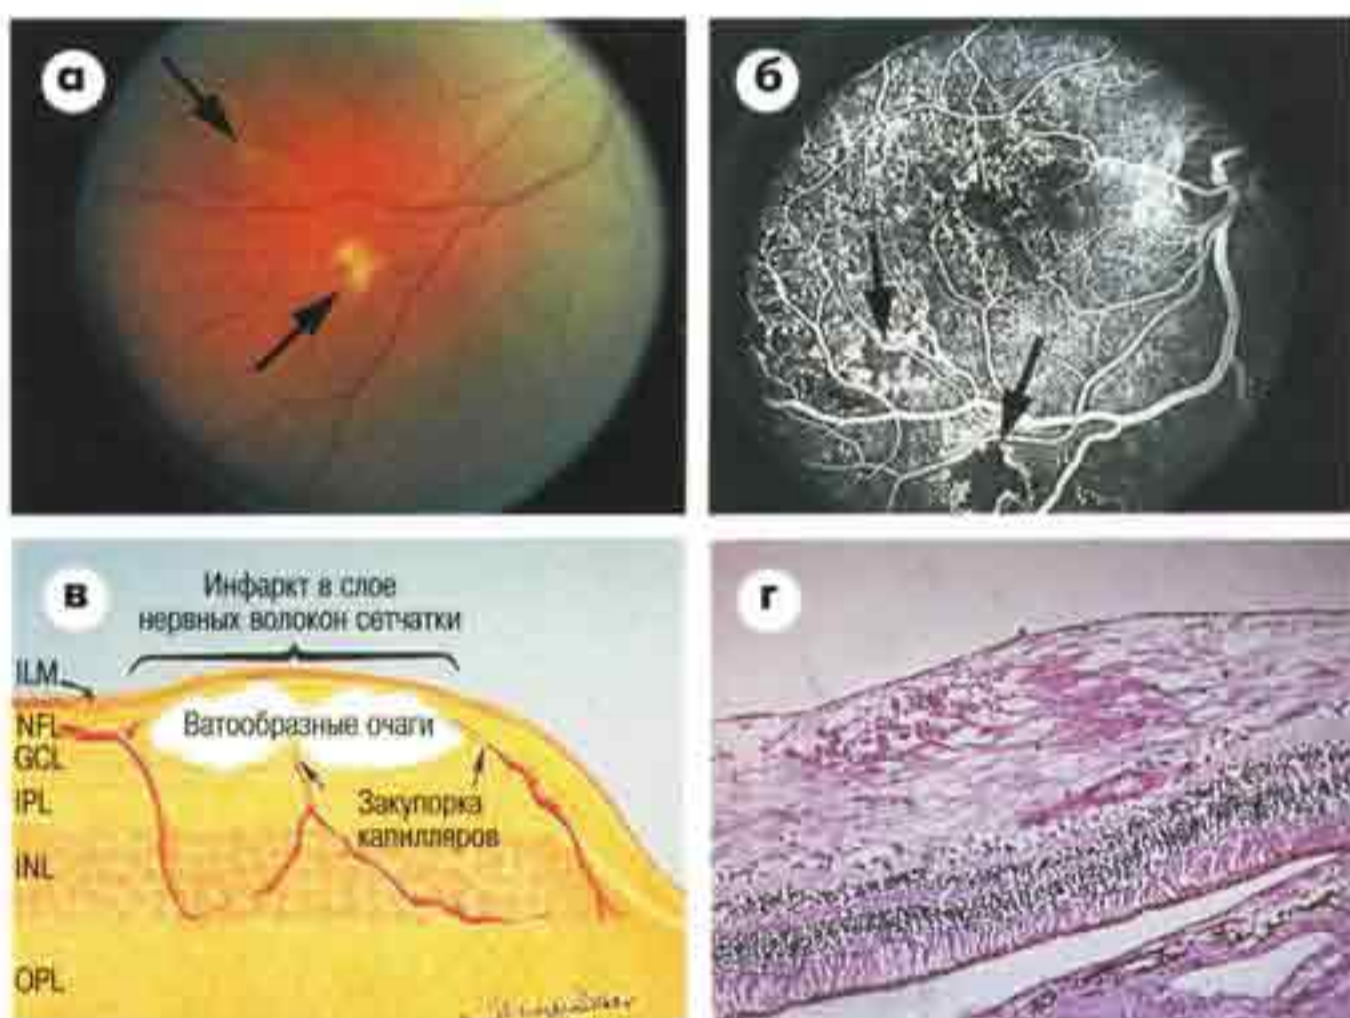 а
б
в
Инфаркт в слое
нервных волокон сетчатки
ILM
NFL
Ватообразные очаги
GCL
IPL
Закупорка
капилляров
INL
OPL
г